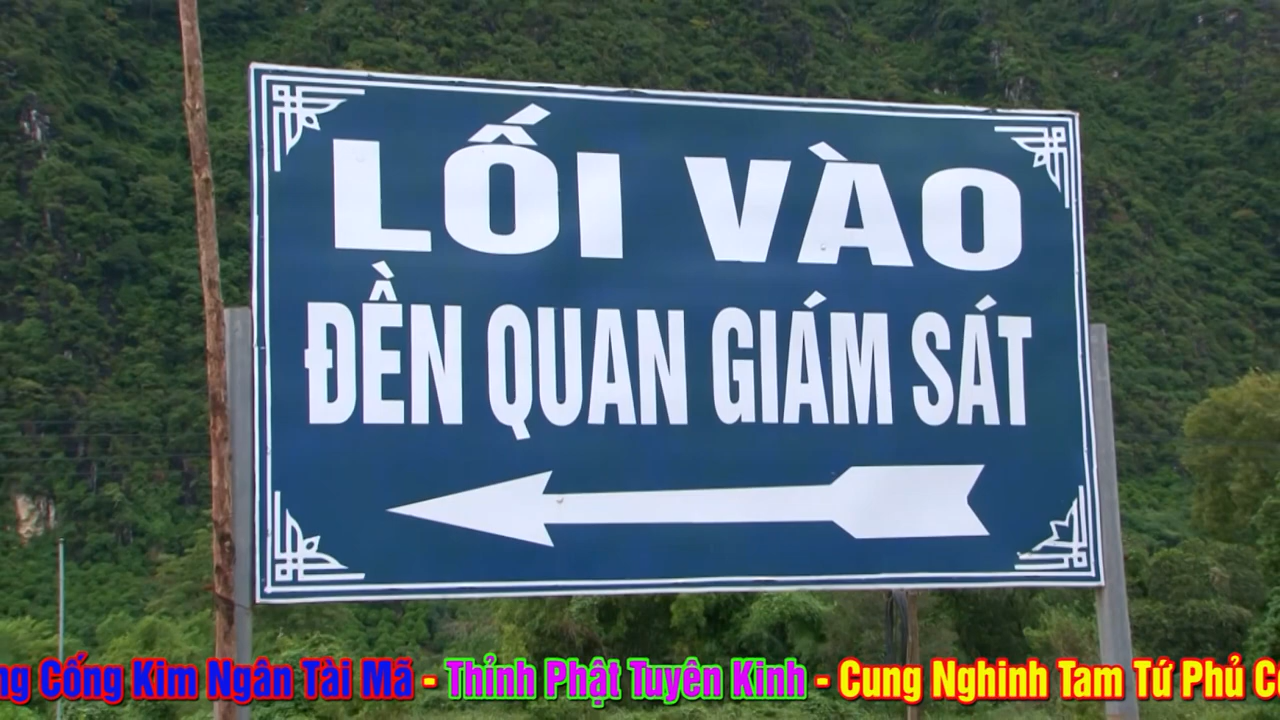 LỐI VÀO
ĐỀN QUAN GIÁM SÁT
Cống Kim Ngân Tài Mã - Thỉnh Phật Tuyên Kinh - Cung Nghinh Tam Tứ Phủ